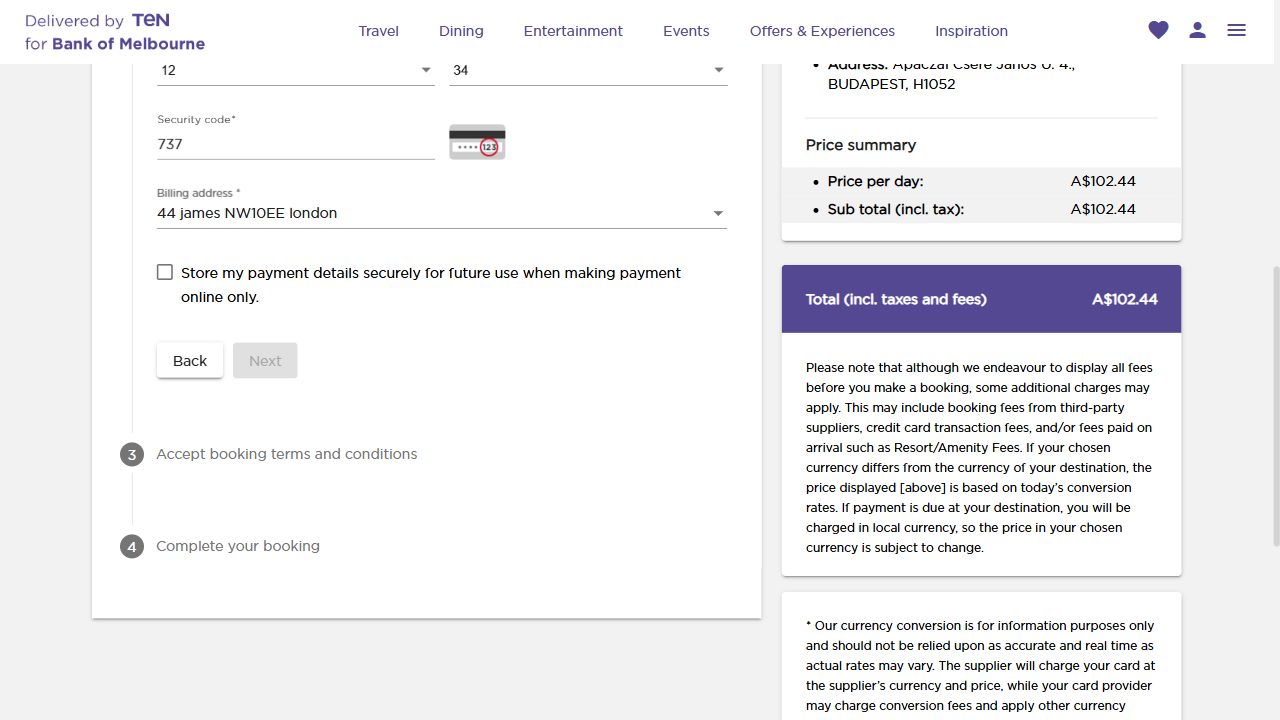 Delivered by TEN
for Bank of Melbourne
Travel
Dining
Entertainment
Events
Offers & Experiences
Inspiration
12
34
Security code*
737
123
Billing address *
44 james NW10EE london
Store my payment details securely for future use when making payment
online only.
Back
Next
3 Accept booking terms and conditions
4 Complete your booking
• Address: Apaczai Csere Janos U. 4.,
BUDAPEST, H1052
Price summary
• Price per day: A$102.44
• Sub total (incl. tax): A$102.44
Total (incl. taxes and fees) A$102.44
Please note that although we endeavour to display all fees
before you make a booking, some additional charges may
apply. This may include booking fees from third-party
suppliers, credit card transaction fees, and/or fees paid on
arrival such as Resort/Amenity Fees. If your chosen
currency differs from the currency of your destination, the
price displayed [above] is based on today's conversion
rates. If payment is due at your destination, you will be
charged in local currency, so the price in your chosen
currency is subject to change.
* Our currency conversion is for information purposes only
and should not be relied upon as accurate and real time as
actual rates may vary. The supplier will charge your card at
the supplier's currency and price, while your card provider
may charge conversion fees and apply other currency